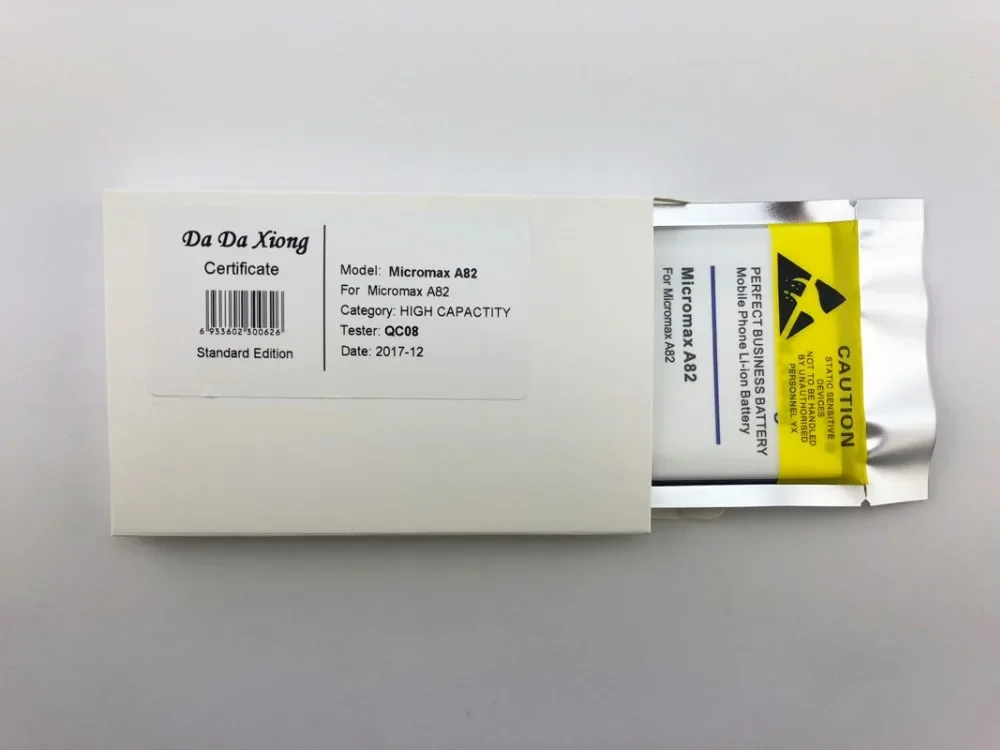 Da Da Xiong
Certificate
6 933602 300626
Standard Edition
Model: Micromax A82
For Micromax A82
Category: HIGH CAPACTITY
Tester: QC08
Date: 2017-12
PERFECT BUSINESS BATTERY
Mobile Phone Li-ion Battery
Micromax A82
For Micromax A82
CAUTION
STATIC SENSITIVE
DEVICES
NOT TO BE HANDLED
BY UNAUTHORISED
PERSONNEL YX